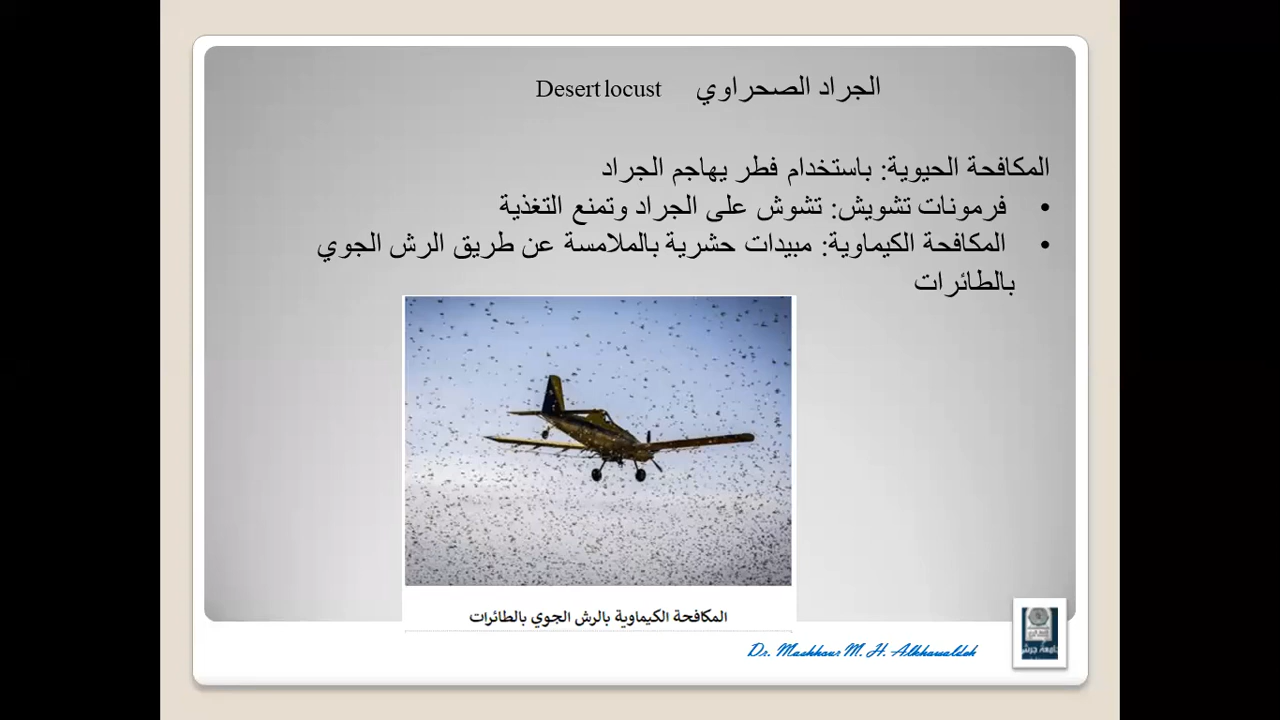 الجراد الصحراوي Desert locust
المكافحة الحيوية: باستخدام فطر يهاجم الجراد
• فرمونات تشويش: تشوش على الجراد وتمنع التغذية
• المكافحة الكيماوية: مبيدات حشرية بالملامسة عن طريق الرش الجوي
بالطائرات
المكافحة الكيماوية بالرش الجوي بالطائرات
Dr. Mashhour M. H. Alkhawaldeh